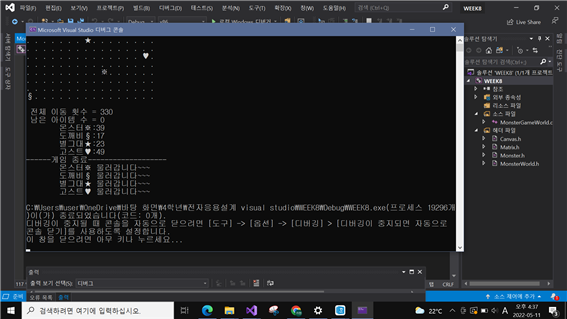 파일(F) 편집(E) 보기(V) Git(G) 프로젝트(P) 빌드(B) 디버그(D) 테스트(S) 분석(N) 도구(T) 확장(X) 창(W) 도움말(H)
검색(Ctrl+Q)
WEEK8
Live Share
Microsoft Visual Studio 디버그 콘솔
솔루션 탐색기
솔루션 탐색기 검색(Ctrl+;)
솔루션 'WEEK8' (1/1개 프로젝트)
WEEK8
참조
외부 종속성
리소스 파일
소스 파일
MonsterGameWorld.c
헤더 파일
Canvas.h
Matrix.h
Monster.h
MonsterWorld.h
전체 이동 횟수 = 330
남은 아이템 수 = 0
몬스터※:39
도깨비§:17
별그대★:23
고스트♥:49
------게임 종료------------------
몬스터※ 물러갑니다~~~
도깨비§ 물러갑니다~~~
별그대★ 물러갑니다~~~
고스트♥ 물러갑니다~~~
C:₩Users₩user₩OneDrive₩바탕 화면₩4학년₩전자응용설계 visual studio₩WEEK8₩Debug₩WEEK8.exe(프로세스 19296개
)이(가) 종료되었습니다(코드: 0개).
디버깅이 중지될 때 콘솔을 자동으로 닫으려면 [도구] -> [옵션] -> [디버깅] > [디버깅이 중지되면 자동으로
콘솔 닫기]를 사용하도록 설정합니다.
이 창을 닫으려면 아무 키나 누르세요...
CRLF
출력
출력 보기 선택(S): 디버그
오류 목록 출력
소스 제어에 추가
검색하려면 여기에 입력하십시오.
22°C
오후 4:37
2022-05-11